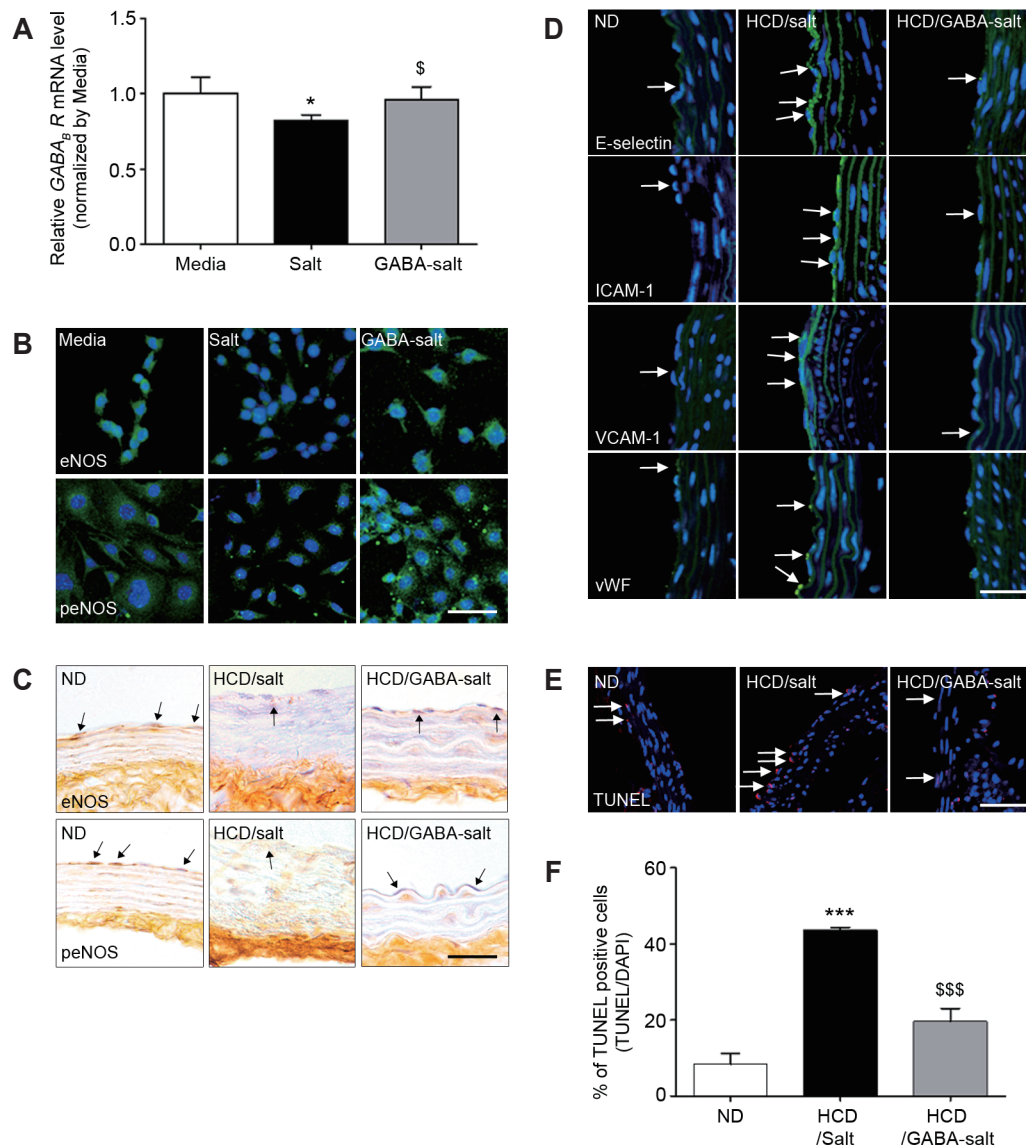 A
Relative GABA_B R mRNA level
(normalized by Media)
1.5
1.0
0.5
0.0
*
$
Media
Salt
GABA-salt
B
Media
Salt
GABA-salt
eNOS
peNOS
C
ND
HCD/salt
HCD/GABA-salt
eNOS
ND
HCD/salt
HCD/GABA-salt
peNOS
D
ND
HCD/salt
HCD/GABA-salt
E-selectin
ICAM-1
VCAM-1
vWF
E
ND
HCD/salt
HCD/GABA-salt
TUNEL
F
% of TUNEL positive cells
(TUNEL/DAPI)
60
40
20
0
***
$$$
ND
HCD
/Salt
HCD
/GABA-salt